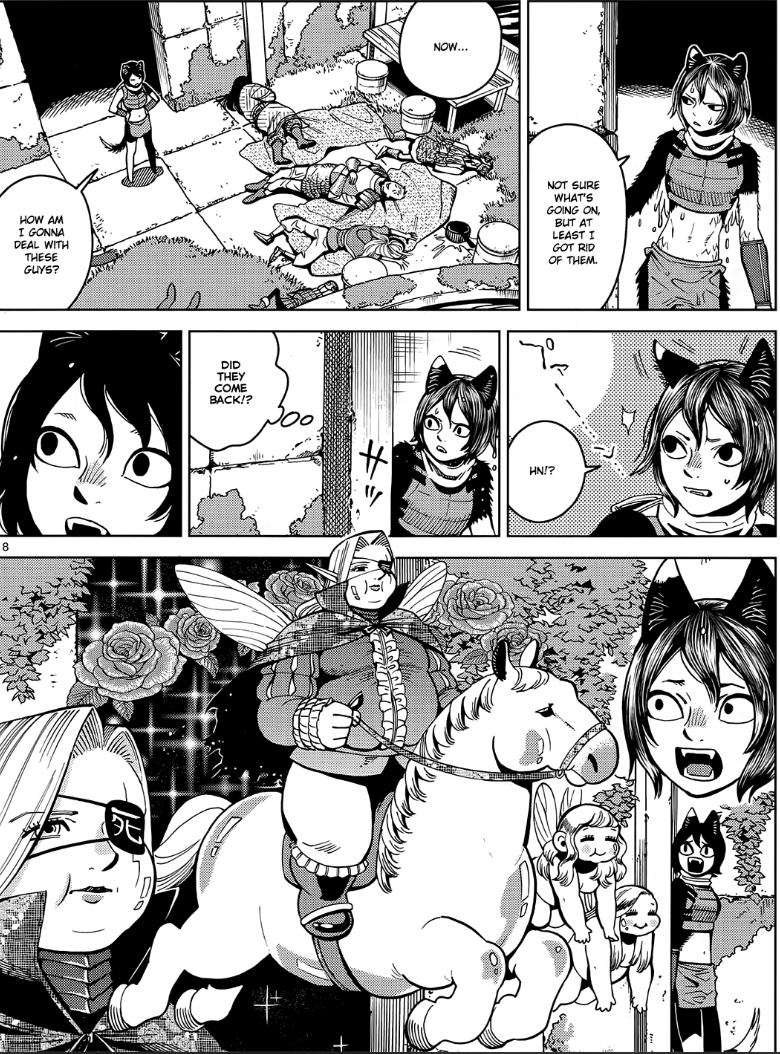 NOT SURE
WHAT'S
GOING ON,
BUT AT
LEAST I
GOT RID
OF THEM.
NOW...
HOW AM
I GONNA
DEAL WITH
THESE
GUYS?
HN!?
DID
THEY
COME
BACK!?
8
死